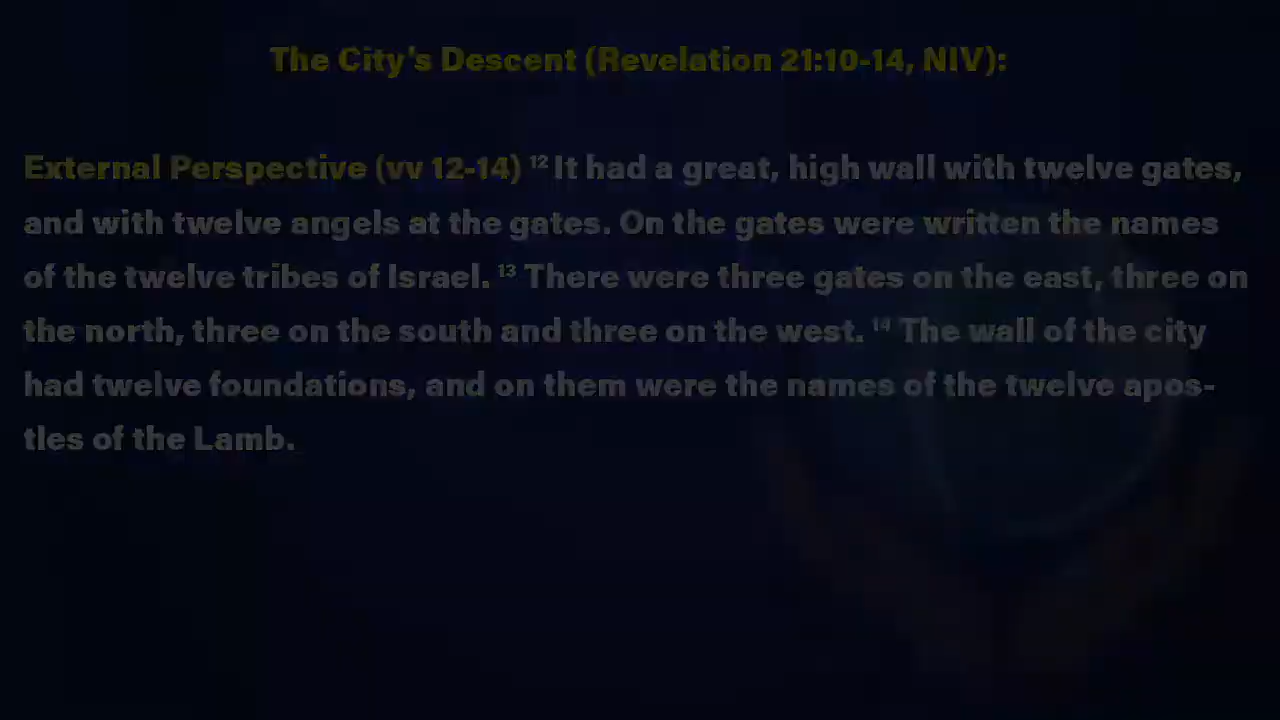 The City's Descent (Revelation 21:10-14, NIV):
External Perspective (vv 12-14) ¹² It had a great, high wall with twelve gates,
and with twelve angels at the gates. On the gates were written the names
of the twelve tribes of Israel. ¹³ There were three gates on the east, three on
the north, three on the south and three on the west. ¹⁴ The wall of the city
had twelve foundations, and on them were the names of the twelve apos-
tles of the Lamb.